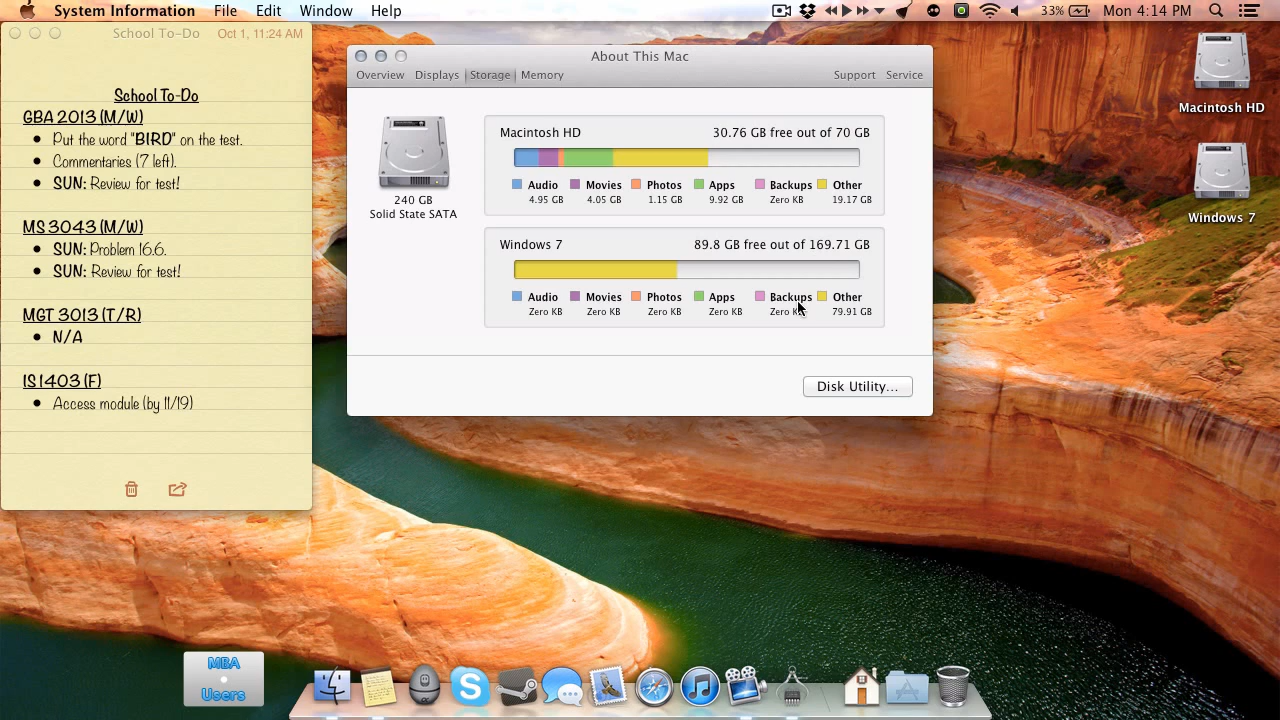 System Information File Edit Window Help 33% Mon 4:14 PM
School To-Do Oct 1, 11:24 AM
School To-Do
GBA 2013 (M/W)
• Put the word "BIRD" on the test.
• Commentaries (7 left).
• SUN: Review for test!
MS 3043 (M/W)
• SUN: Problem 16.6.
• SUN: Review for test!
MGT 3013 (T/R)
• N/A
IS 1403 (F)
• Access module (by 11/19)
About This Mac
Overview Displays Storage Memory Support Service
240 GB
Solid State SATA
Macintosh HD 30.76 GB free out of 70 GB
Audio Movies Photos Apps Backups Other
4.95 GB 4.05 GB 1.15 GB 9.92 GB Zero KB 19.17 GB
Windows 7 89.8 GB free out of 169.71 GB
Audio Movies Photos Apps Backups Other
Zero KB Zero KB Zero KB Zero KB Zero KB 79.91 GB
Disk Utility...
Macintosh HD
Windows 7
MBA
Users